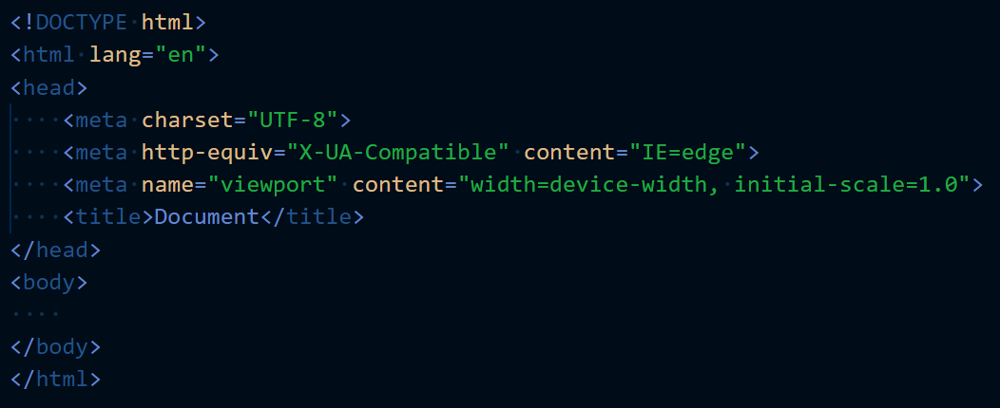 <!DOCTYPE html>
<html lang="en">
<head>
    <meta charset="UTF-8">
    <meta http-equiv="X-UA-Compatible" content="IE=edge">
    <meta name="viewport" content="width=device-width, initial-scale=1.0">
    <title>Document</title>
</head>
<body>
    
</body>
</html>